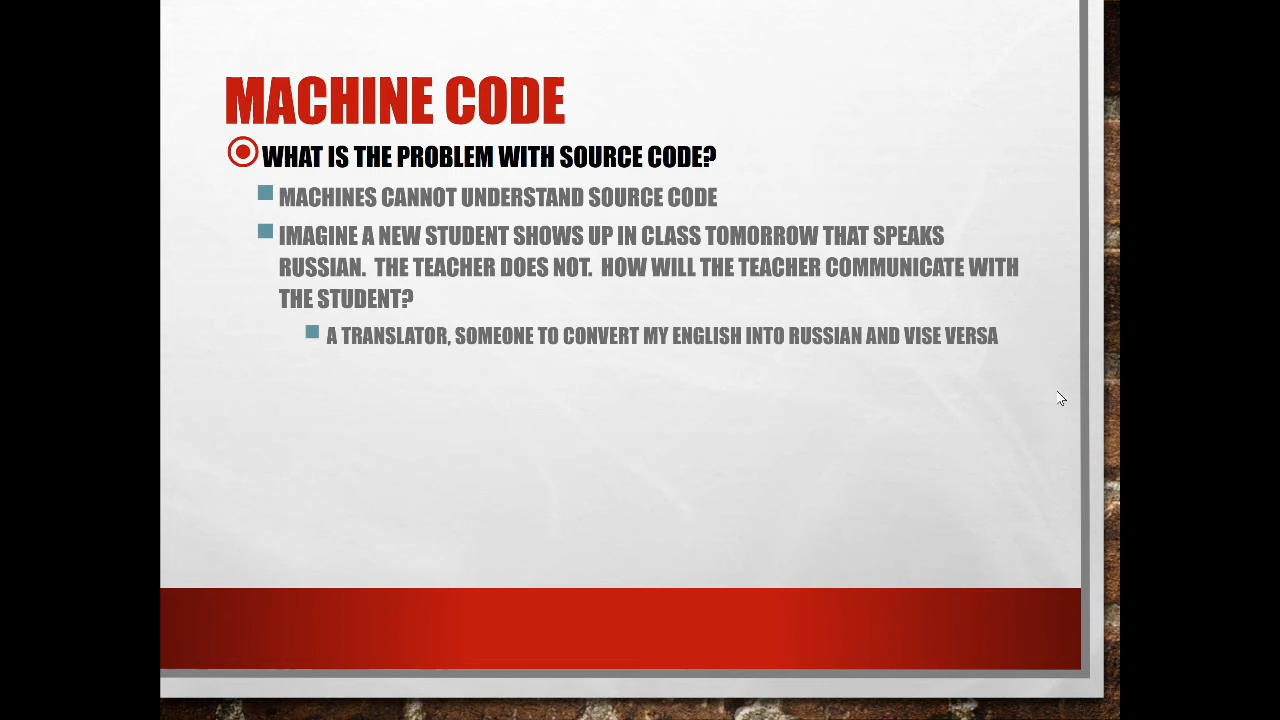 MACHINE CODE
WHAT IS THE PROBLEM WITH SOURCE CODE?
MACHINES CANNOT UNDERSTAND SOURCE CODE
IMAGINE A NEW STUDENT SHOWS UP IN CLASS TOMORROW THAT SPEAKS
RUSSIAN. THE TEACHER DOES NOT. HOW WILL THE TEACHER COMMUNICATE WITH
THE STUDENT?
A TRANSLATOR, SOMEONE TO CONVERT MY ENGLISH INTO RUSSIAN AND VISE VERSA